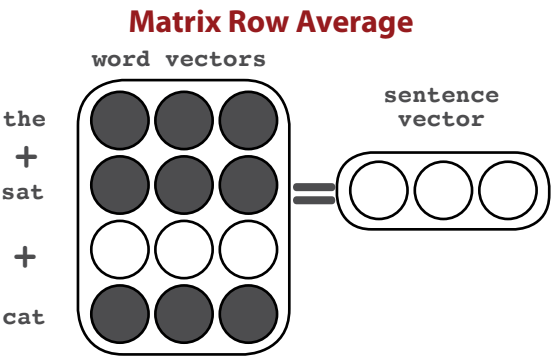 Matrix Row Average
word vectors
sentence
vector
the
+
sat
=
+
cat